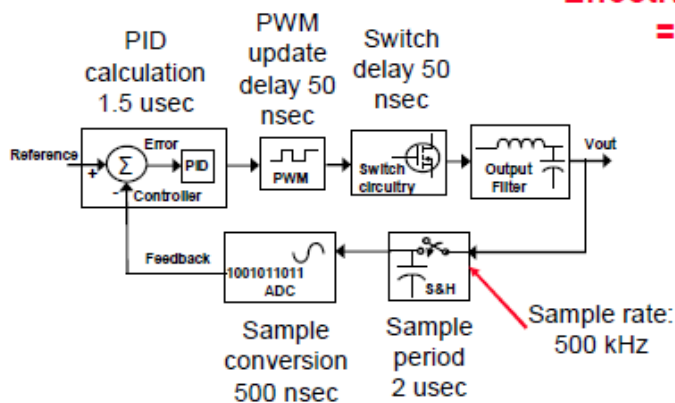 PID
calculation
1.5 usec
PWM
update
delay 50
nsec
Switch
delay 50
nsec
=
Reference
+
-
Σ
Error
PID
Controller
PWM
Switch
circuitry
Output
Filter
Vout
Feedback
1001011011
ADC
S&H
Sample
conversion
500 nsec
Sample
period
2 usec
Sample rate:
500 kHz